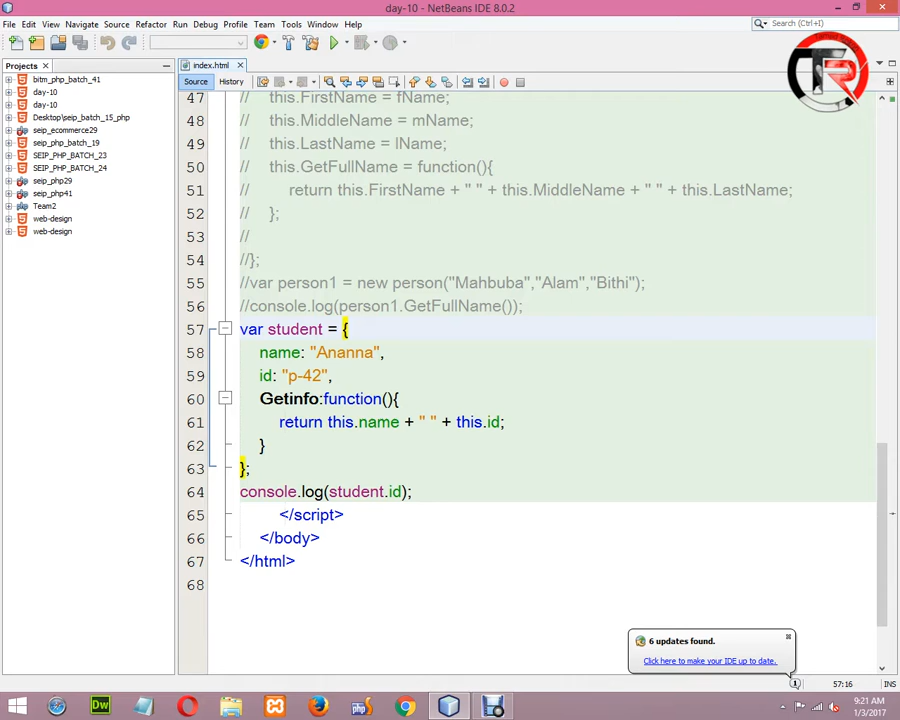 day-10 - NetBeans IDE 8.0.2
File Edit View Navigate Source Refactor Run Debug Profile Team Tools Window Help
Search (Ctrl+I)
Projects
index.html
Source History
bitm_php_batch_41
day-10
day-10
Desktop\seip_batch_15_php
seip_ecommerce29
seip_php_batch_19
SEIP_PHP_BATCH_23
SEIP_PHP_BATCH_24
seip_php29
seip_php41
Team2
web-design
web-design
TR
47 // this.FirstName = fName;
48 // this.MiddleName = mName;
49 // this.LastName = lName;
50 // this.GetFullName = function(){
51 // return this.FirstName + " " + this.MiddleName + " " + this.LastName;
52 // };
53 //
54 //};
55 //var person1 = new person("Mahbuba","Alam","Bithi");
56 //console.log(person1.GetFullName());
57 var student = {
58 name: "Ananna",
59 id: "p-42",
60 Getinfo:function(){
61 return this.name + " " + this.id;
62 }
63 };
64 console.log(student.id);
65 </script>
66 </body>
67 </html>
68
6 updates found.
Click here to make your IDE up to date.
57:16 INS
Dw
9:21 AM
1/3/2017